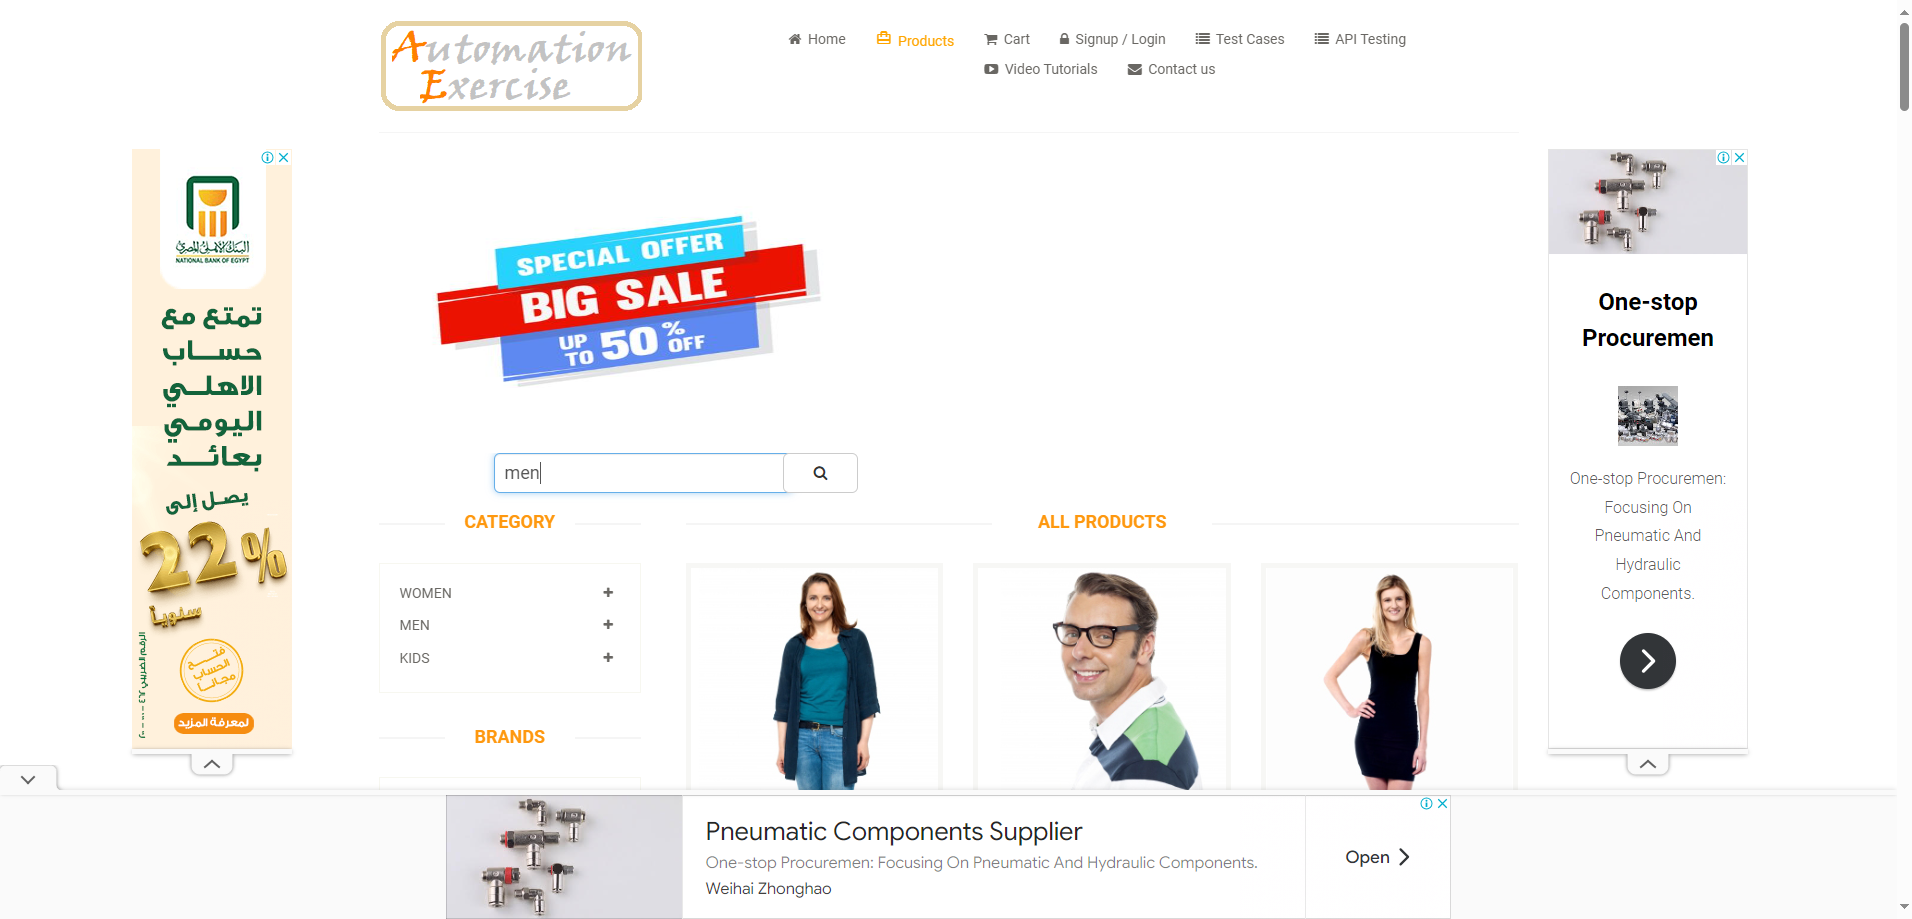 Automation
Exercise
Home
Products
Cart
Signup / Login
Test Cases
API Testing
Video Tutorials
Contact us
البنك الأهلي المصري
NATIONAL BANK OF EGYPT
تمتع مع
حساب
الاهلي
اليومي
بعائد
يصل إلى
22%
سنوياً
فتح
الحساب
مجاناً
لمعرفة المزيد
SPECIAL OFFER
BIG SALE
UP TO 50% OFF
men
CATEGORY
WOMEN
MEN
KIDS
BRANDS
ALL PRODUCTS
One-stop
Procuremen
One-stop Procuremen:
Focusing On
Pneumatic And
Hydraulic
Components.
Pneumatic Components Supplier
One-stop Procuremen: Focusing On Pneumatic And Hydraulic Components.
Weihai Zhonghao
Open